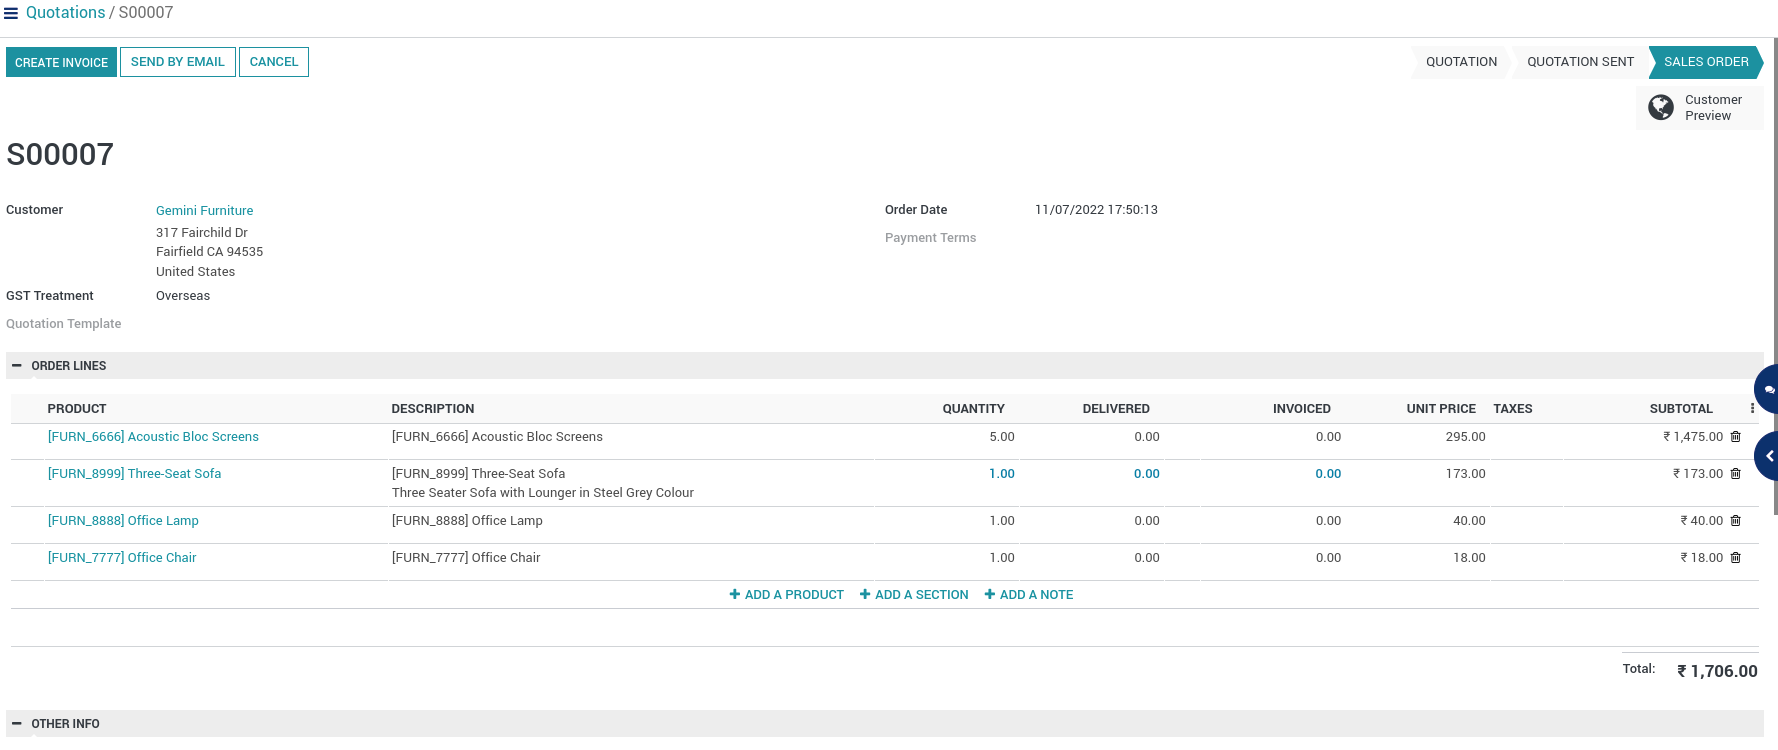 Quotations / S00007
CREATE INVOICE SEND BY EMAIL CANCEL QUOTATION QUOTATION SENT SALES ORDER
Customer
Preview
S00007
Customer Gemini Furniture Order Date 11/07/2022 17:50:13
317 Fairchild Dr Payment Terms
Fairfield CA 94535
United States
GST Treatment Overseas
Quotation Template
ORDER LINES
PRODUCT DESCRIPTION QUANTITY DELIVERED INVOICED UNIT PRICE TAXES SUBTOTAL
[FURN_6666] Acoustic Bloc Screens [FURN_6666] Acoustic Bloc Screens 5.00 0.00 0.00 295.00 ₹ 1,475.00
[FURN_8999] Three-Seat Sofa [FURN_8999] Three-Seat Sofa 1.00 0.00 0.00 173.00 ₹ 173.00
Three Seater Sofa with Lounger in Steel Grey Colour
[FURN_8888] Office Lamp [FURN_8888] Office Lamp 1.00 0.00 0.00 40.00 ₹ 40.00
[FURN_7777] Office Chair [FURN_7777] Office Chair 1.00 0.00 0.00 18.00 ₹ 18.00
ADD A PRODUCT ADD A SECTION ADD A NOTE
Total: ₹ 1,706.00
OTHER INFO